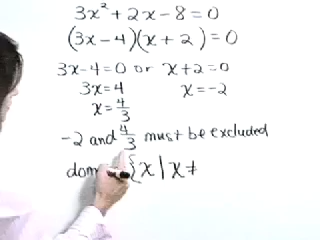 3x² + 2x - 8 = 0
(3x - 4)(x + 2) = 0
3x - 4 = 0 or x + 2 = 0
3x = 4 x = -2
x = 4/3
-2 and 4/3 must be excluded
{x | x ≠